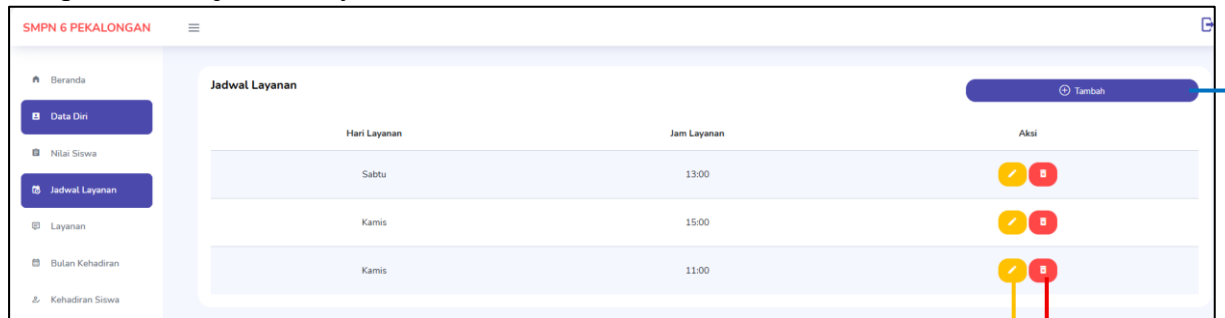 SMPN 6 PEKALONGAN
Beranda
Data Diri
Nilai Siswa
Jadwal Layanan
Layanan
Bulan Kehadiran
Kehadiran Siswa
Jadwal Layanan
Tambah
Hari Layanan Jam Layanan Aksi
Sabtu 13:00
Kamis 15:00
Kamis 11:00